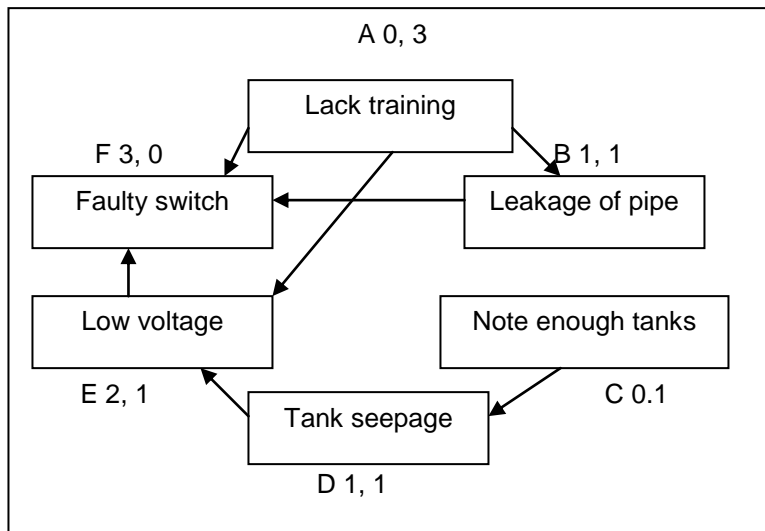 A 0, 3
Lack training
F 3, 0
B 1, 1
Faulty switch
Leakage of pipe
Low voltage
Note enough tanks
E 2, 1
C 0.1
Tank seepage
D 1, 1